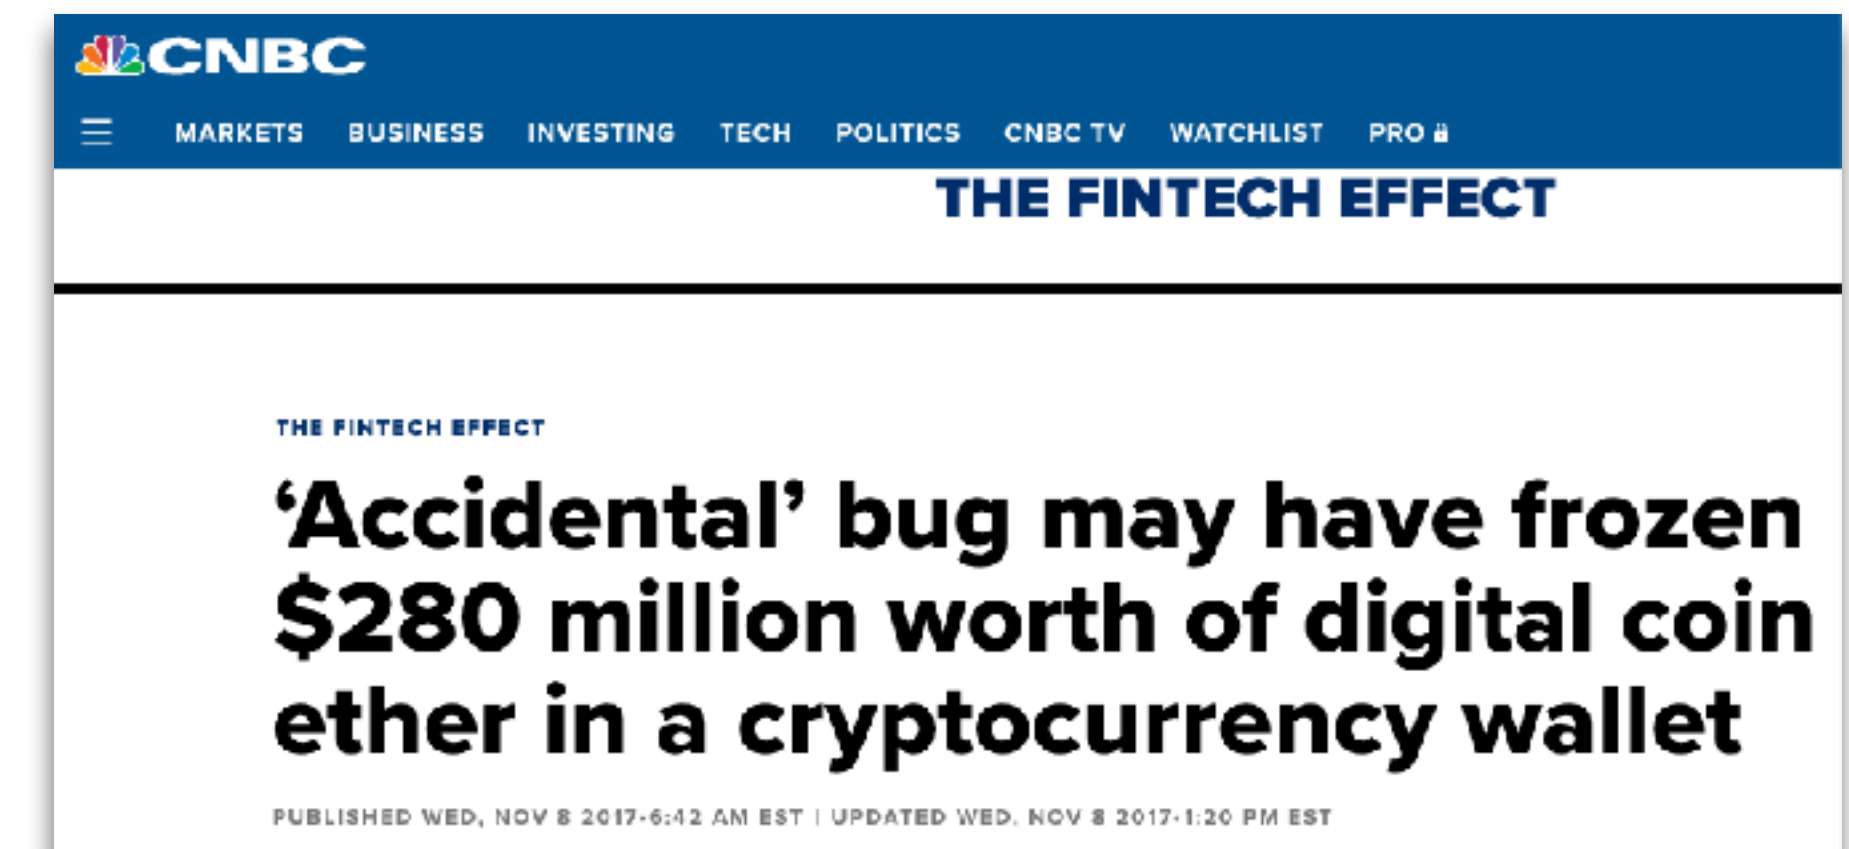 CNBC
MARKETS BUSINESS INVESTING TECH POLITICS CNBC TV WATCHLIST PRO
THE FINTECH EFFECT
THE FINTECH EFFECT
‘Accidental’ bug may have frozen
$280 million worth of digital coin
ether in a cryptocurrency wallet
PUBLISHED WED, NOV 8 2017·6:42 AM EST | UPDATED WED, NOV 8 2017·1:20 PM EST